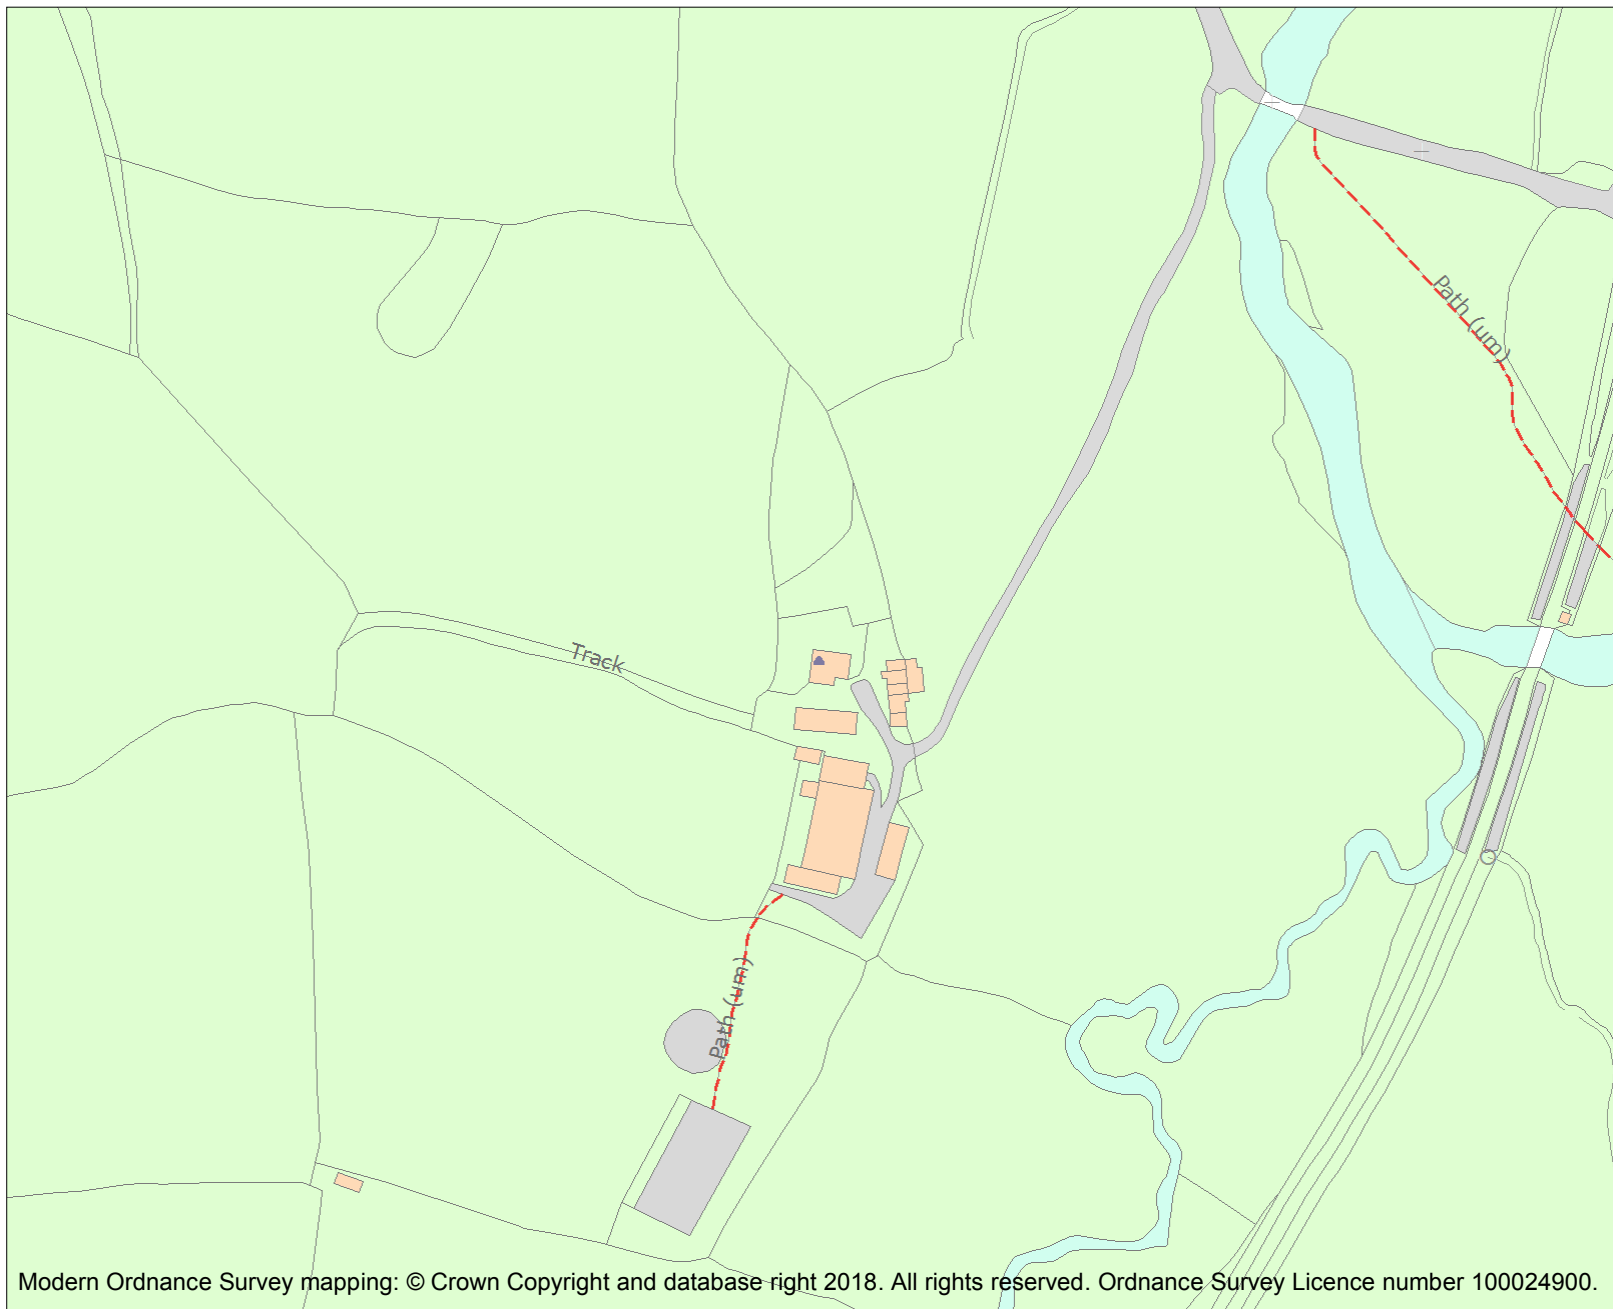 Path (um)
Track
Path (um)
Modern Ordnance Survey mapping: © Crown Copyright and database right 2018. All rights reserved. Ordnance Survey Licence number 100024900.